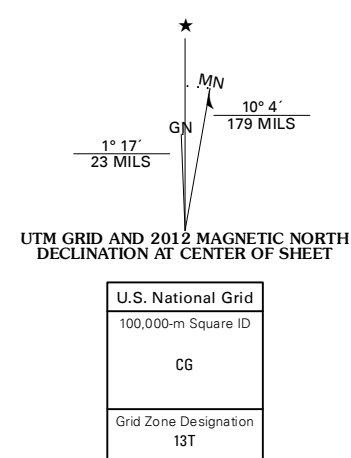 ★
MN
10° 4´
179 MILS
GN
1° 17´
23 MILS
UTM GRID AND 2012 MAGNETIC NORTH
DECLINATION AT CENTER OF SHEET
U.S. National Grid
100,000-m Square ID
CG
Grid Zone Designation
13T